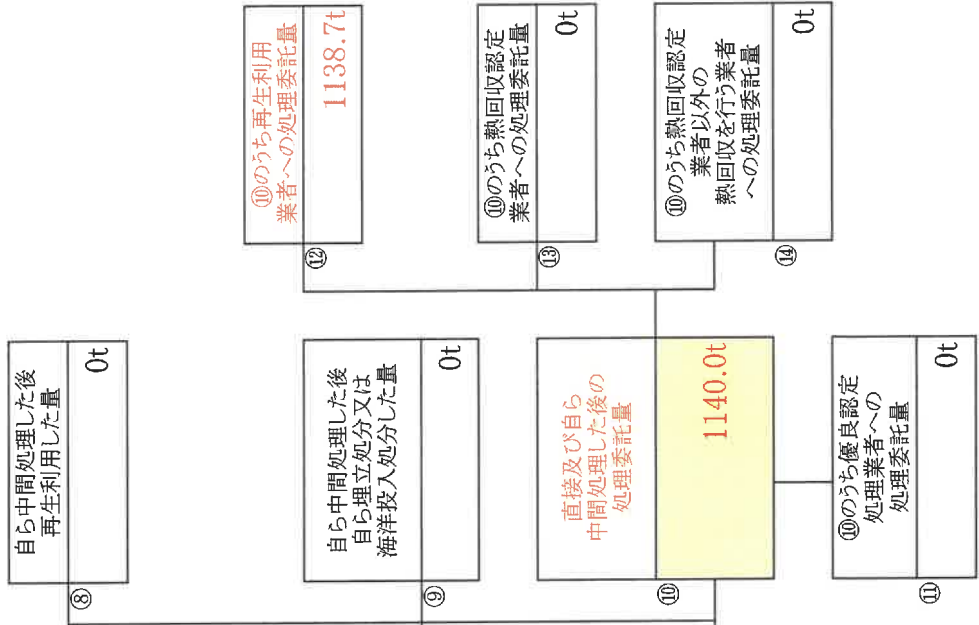 自ら中間処理した後
再生利用した量
⑧
0t
自ら中間処理した後
自ら埋立処分又は
海洋投入処分した量
⑨
0t
直接及び自ら
中間処理した後の
処理委託量
⑩
1140.0t
⑩のうち優良認定
処理業者への
処理委託量
⑪
0t
⑩のうち再生利用
業者への処理委託量
⑫
1138.7t
⑩のうち熱回収認定
業者への処理委託量
⑬
0t
⑩のうち熱回収認定
業者以外の
熱回収を行う業者
への処理委託量
⑭
0t